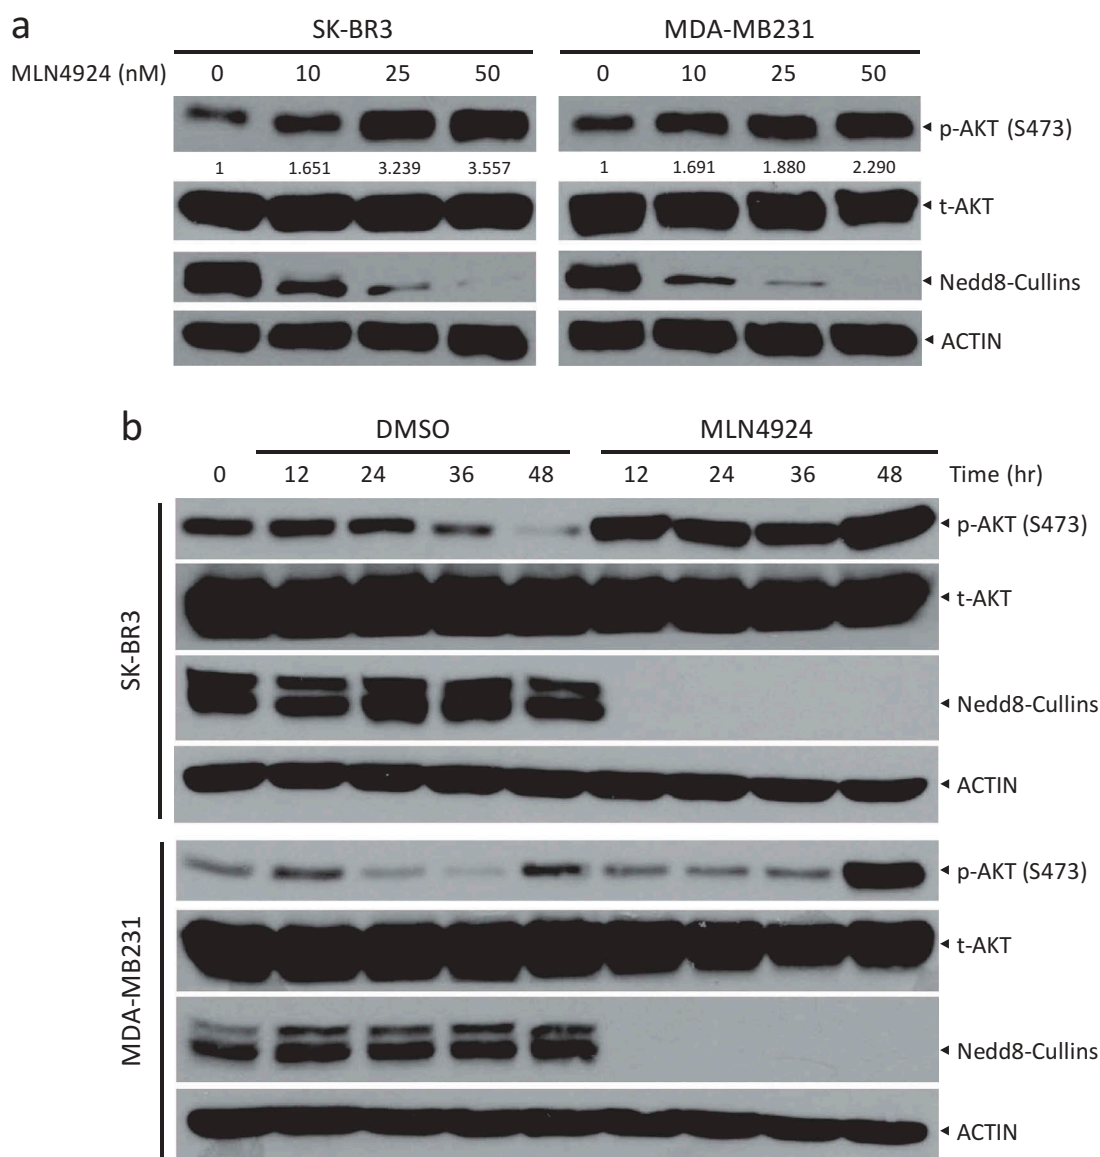 a
SK-BR3 MDA-MB231
MLN4924 (nM) 0 10 25 50 0 10 25 50
p-AKT (S473)
1 1.651 3.239 3.557 1 1.691 1.880 2.290
t-AKT
Nedd8-Cullins
ACTIN
b
DMSO MLN4924
0 12 24 36 48 12 24 36 48 Time (hr)
SK-BR3
p-AKT (S473)
t-AKT
Nedd8-Cullins
ACTIN
MDA-MB231
p-AKT (S473)
t-AKT
Nedd8-Cullins
ACTIN